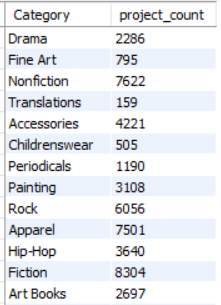 Category project_count
Drama 2286
Fine Art 795
Nonfiction 7622
Translations 159
Accessories 4221
Childrenswear 505
Periodicals 1190
Painting 3108
Rock 6056
Apparel 7501
Hip-Hop 3640
Fiction 8304
Art Books 2697